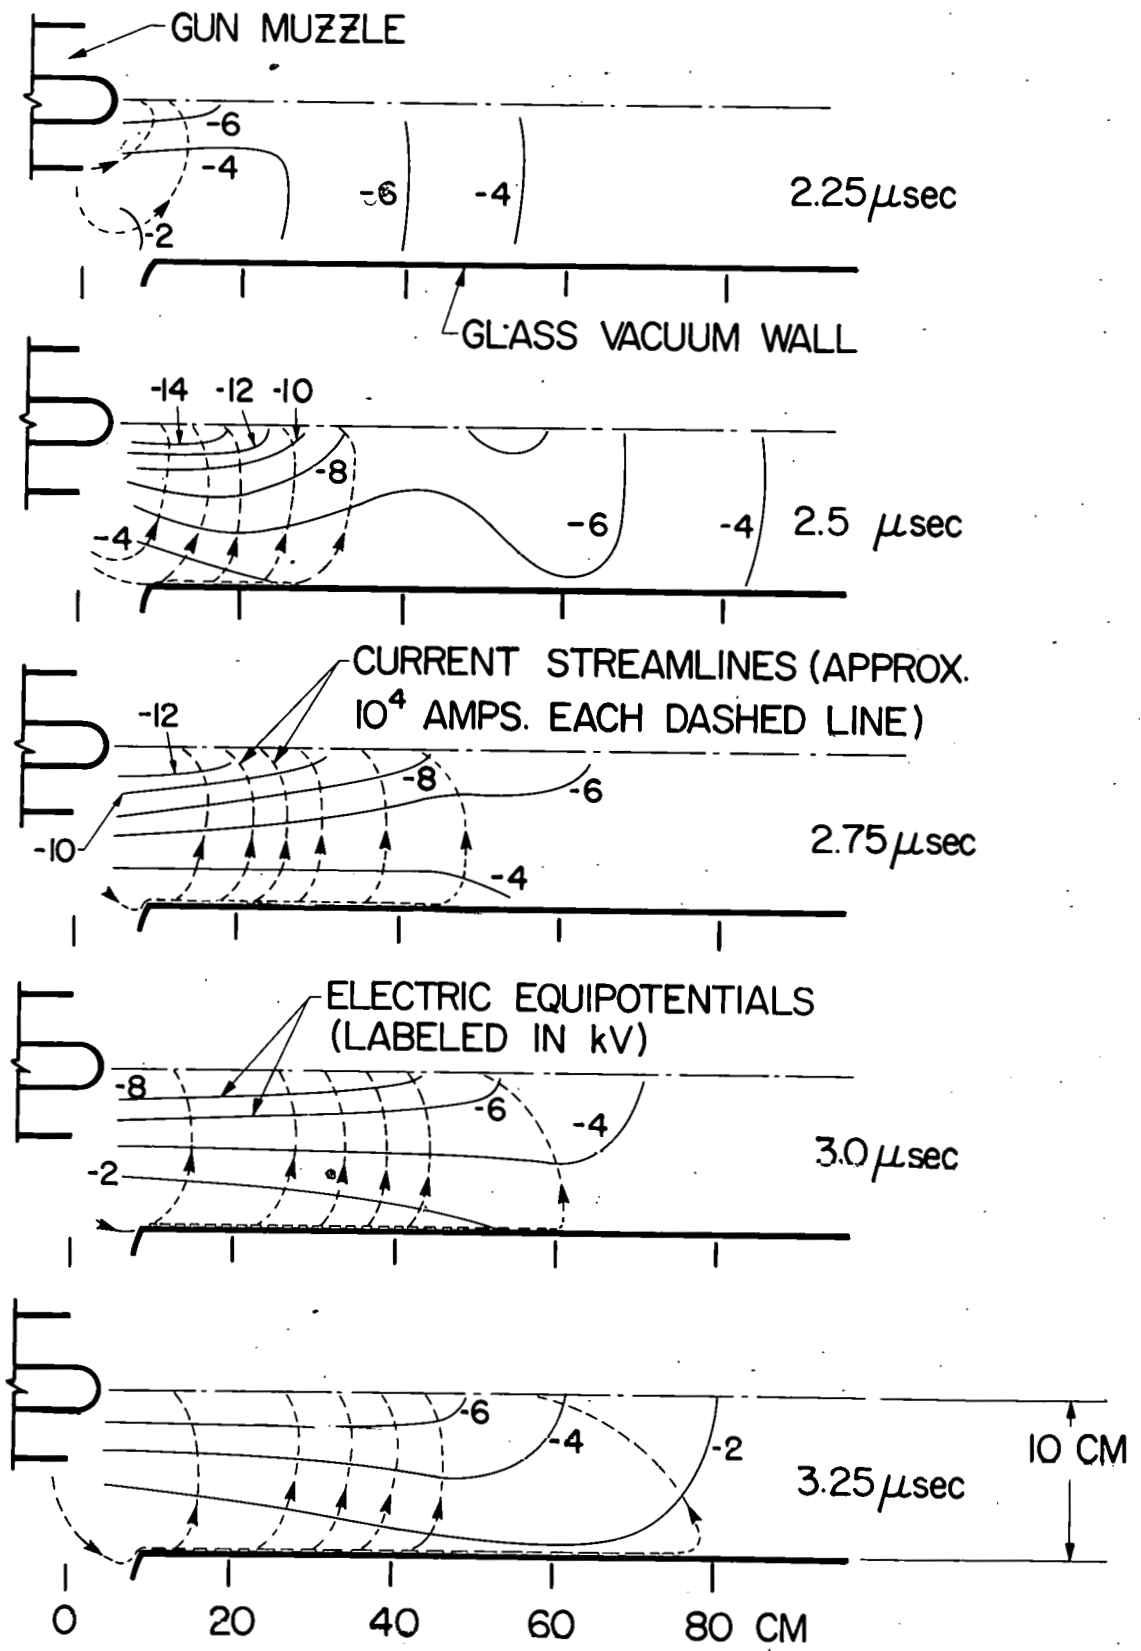 GUN MUZZLE
-6
-4
-6
-4
-2
2.25 μsec
GLASS VACUUM WALL
-14 -12 -10
-8
-6
-4
-4
2.5 μsec
CURRENT STREAMLINES (APPROX.
10⁴ AMPS. EACH DASHED LINE)
-12
-8
-6
-10
-4
2.75 μsec
ELECTRIC EQUIPOTENTIALS
(LABELED IN kV)
-8
-6
-4
-2
3.0 μsec
-6
-4
-2
10 CM
3.25 μsec
0 20 40 60 80 CM